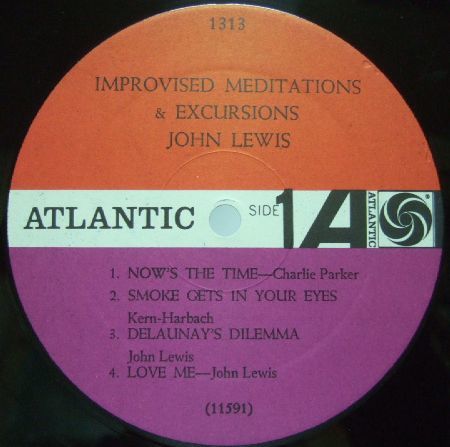 1313
IMPROVISED MEDITATIONS
& EXCURSIONS
JOHN LEWIS
ATLANTIC
SIDE 1
A ATLANTIC
1. NOW'S THE TIME—Charlie Parker
2. SMOKE GETS IN YOUR EYES
Kern-Harbach
3. DELAUNAY'S DILEMMA
John Lewis
4. LOVE ME—John Lewis
(11591)